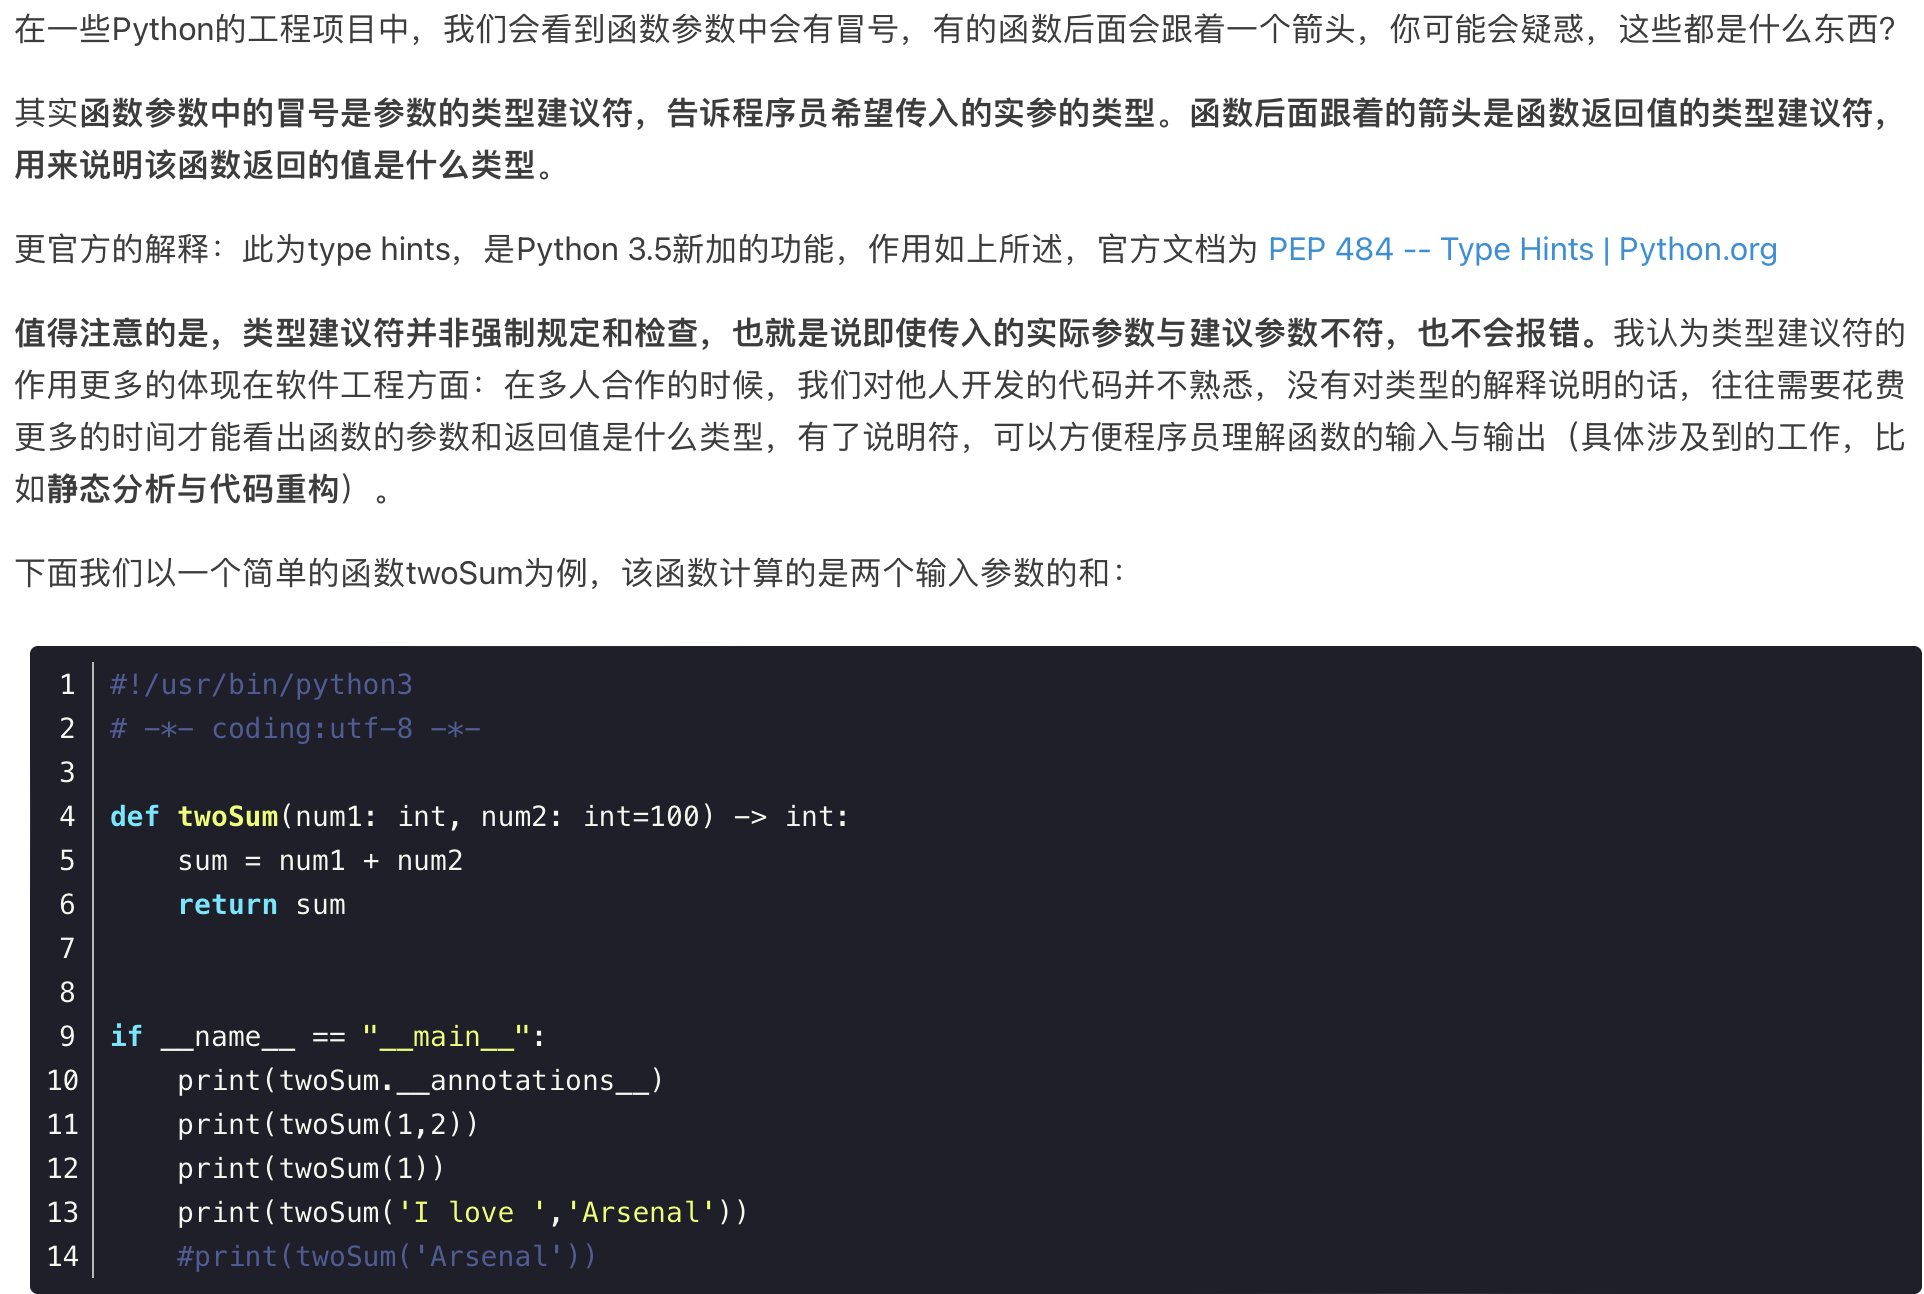 在一些Python的工程项目中，我们会看到函数参数中会有冒号，有的函数后面会跟着一个箭头，你可能会疑惑，这些都是什么东西？
其实函数参数中的冒号是参数的类型建议符，告诉程序员希望传入的实参的类型。函数后面跟着的箭头是函数返回值的类型建议符，
用来说明该函数返回的值是什么类型。
更官方的解释：此为type hints，是Python 3.5新加的功能，作用如上所述，官方文档为 PEP 484 -- Type Hints | Python.org
值得注意的是，类型建议符并非强制规定和检查，也就是说即使传入的实际参数与建议参数不符，也不会报错。我认为类型建议符的
作用更多的体现在软件工程方面：在多人合作的时候，我们对他人开发的代码并不熟悉，没有对类型的解释说明的话，往往需要花费
更多的时间才能看出函数的参数和返回值是什么类型，有了说明符，可以方便程序员理解函数的输入与输出（具体涉及到的工作，比
如静态分析与代码重构）。
下面我们以一个简单的函数twoSum为例，该函数计算的是两个输入参数的和：
1 #!/usr/bin/python3
2 # -*- coding:utf-8 -*-
3
4 def twoSum(num1: int, num2: int=100) -> int:
5     sum = num1 + num2
6     return sum
7
8
9 if __name__ == "__main__":
10     print(twoSum.__annotations__)
11     print(twoSum(1,2))
12     print(twoSum(1))
13     print(twoSum('I love ','Arsenal'))
14     #print(twoSum('Arsenal'))